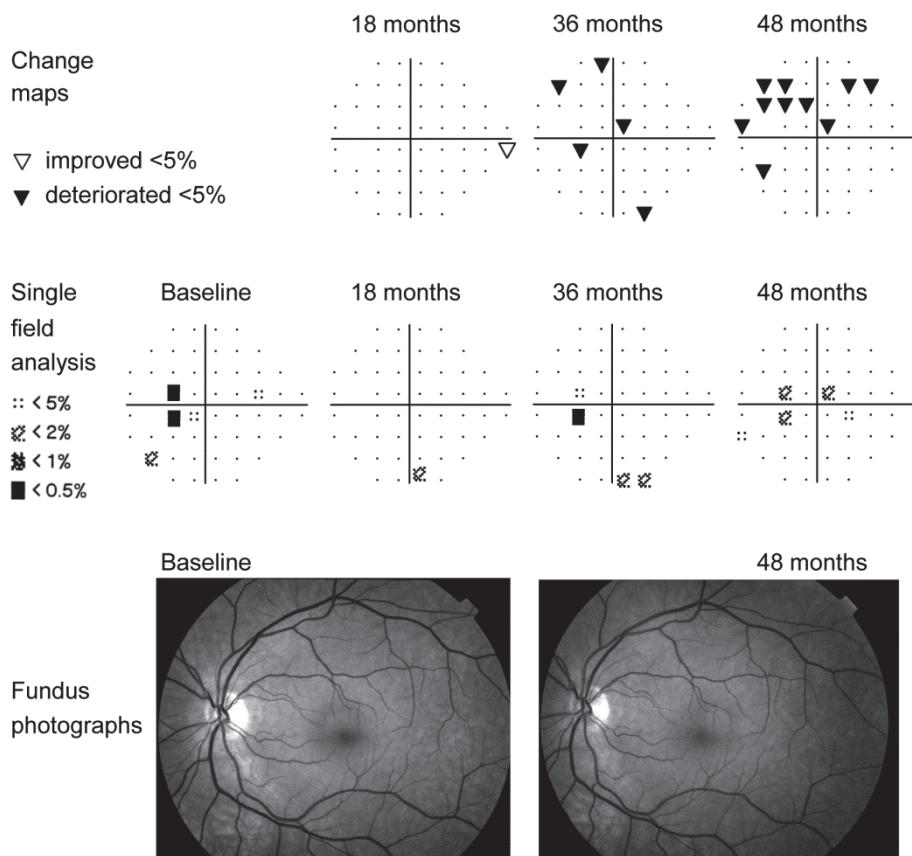 18 months 36 months 48 months
Change
maps
improved <5%
deteriorated <5%
Single Baseline 18 months 36 months 48 months
field
analysis
< 5%
< 2%
< 1%
< 0.5%
Baseline 48 months
Fundus
photographs